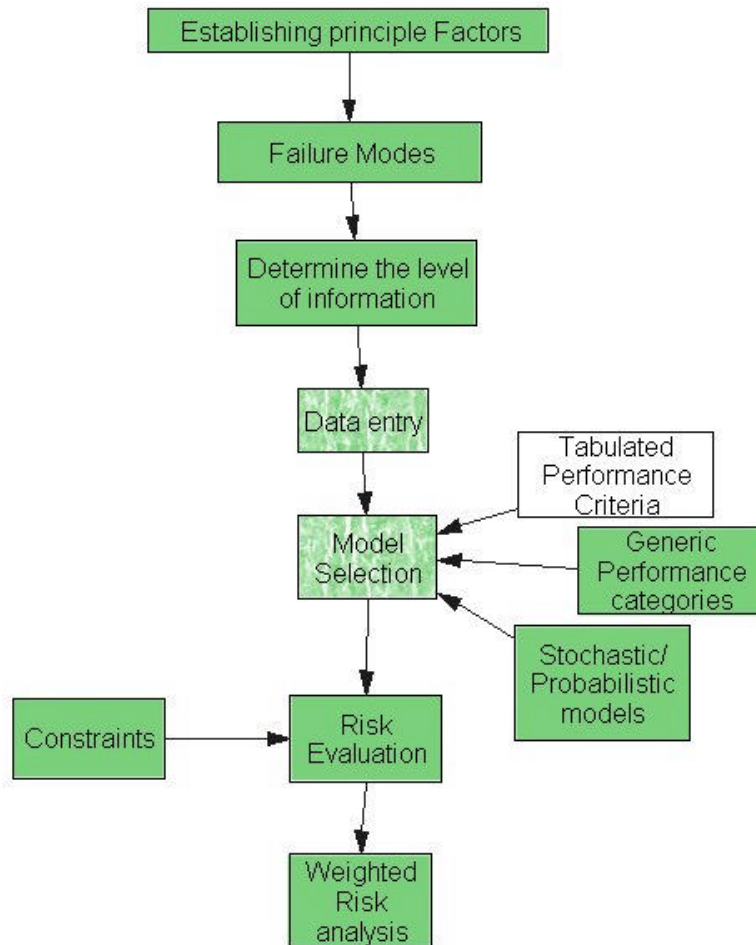 Establishing principle Factors
Failure Modes
Determine the level
of information
Data entry
Tabulated
Performance
Criteria
Model
Selection
Generic
Performance
categories
Stochastic/
Probabilistic
models
Constraints
Risk
Evaluation
Weighted
Risk
analysis